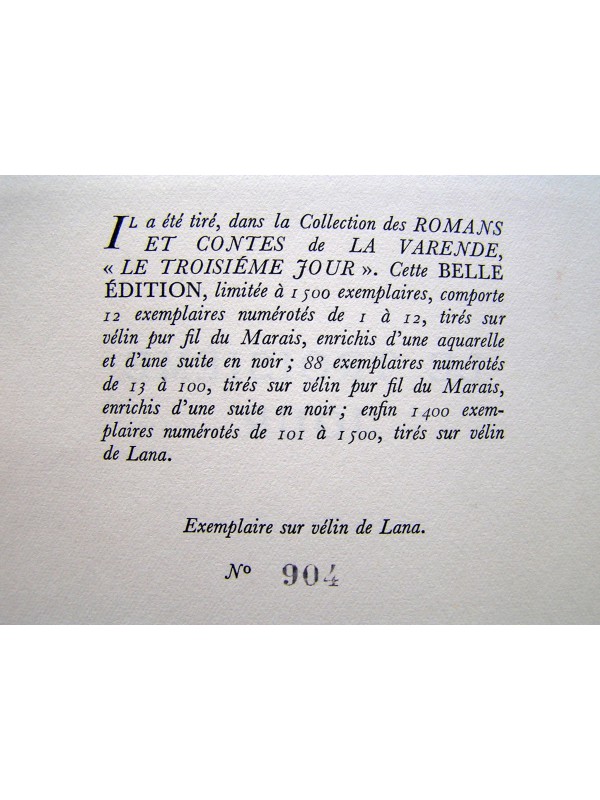 IL a été tiré, dans la Collection des ROMANS
ET CONTES de LA VARENDE,
« LE TROISIÉME JOUR ». Cette BELLE
ÉDITION, limitée à 1500 exemplaires, comporte
12 exemplaires numérotés de 1 à 12, tirés sur
vélin pur fil du Marais, enrichis d'une aquarelle
et d'une suite en noir ; 88 exemplaires numérotés
de 13 à 100, tirés sur vélin pur fil du Marais,
enrichis d'une suite en noir ; enfin 1400 exem-
plaires numérotés de 101 à 1500, tirés sur vélin
de Lana.
Exemplaire sur vélin de Lana.
Nº 904